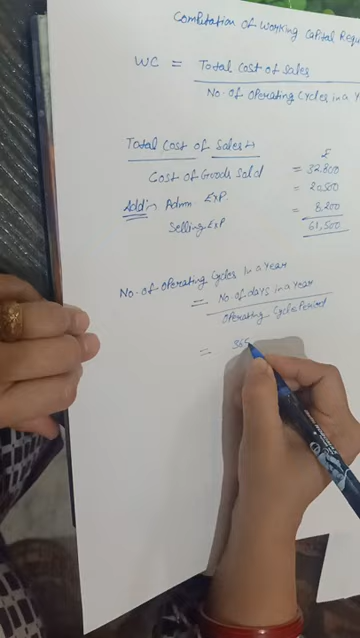 Computation of Working Capital
WC = Total Cost of Sales
No. of Operating Cycles in a
Total Cost of Sales
£
Cost of Goods Sold = 32,800
Add:- Admn Exp. = 20,500
Selling Exp = 8,200
61,500
No. of Operating Cycles In a Year
= No. of days in a Year
Operating Cycle Period
= 365